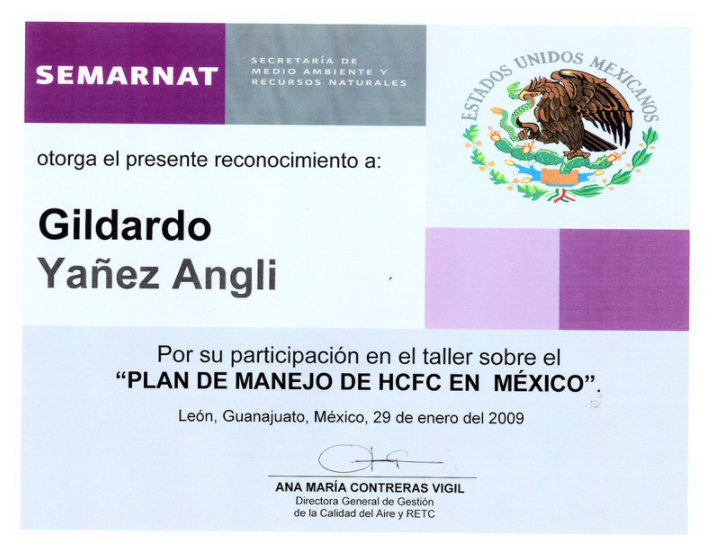 SEMARNAT
SECRETARÍA DE
MEDIO AMBIENTE Y
RECURSOS NATURALES
ESTADOS UNIDOS MEXICANOS
otorga el presente reconocimiento a:
Gildardo
Yañez Angli
Por su participación en el taller sobre el
“PLAN DE MANEJO DE HCFC EN  MÉXICO”.
León, Guanajuato, México, 29 de enero del 2009
ANA MARÍA CONTRERAS VIGIL
Directora General de Gestión
de la Calidad del Aire y RETC